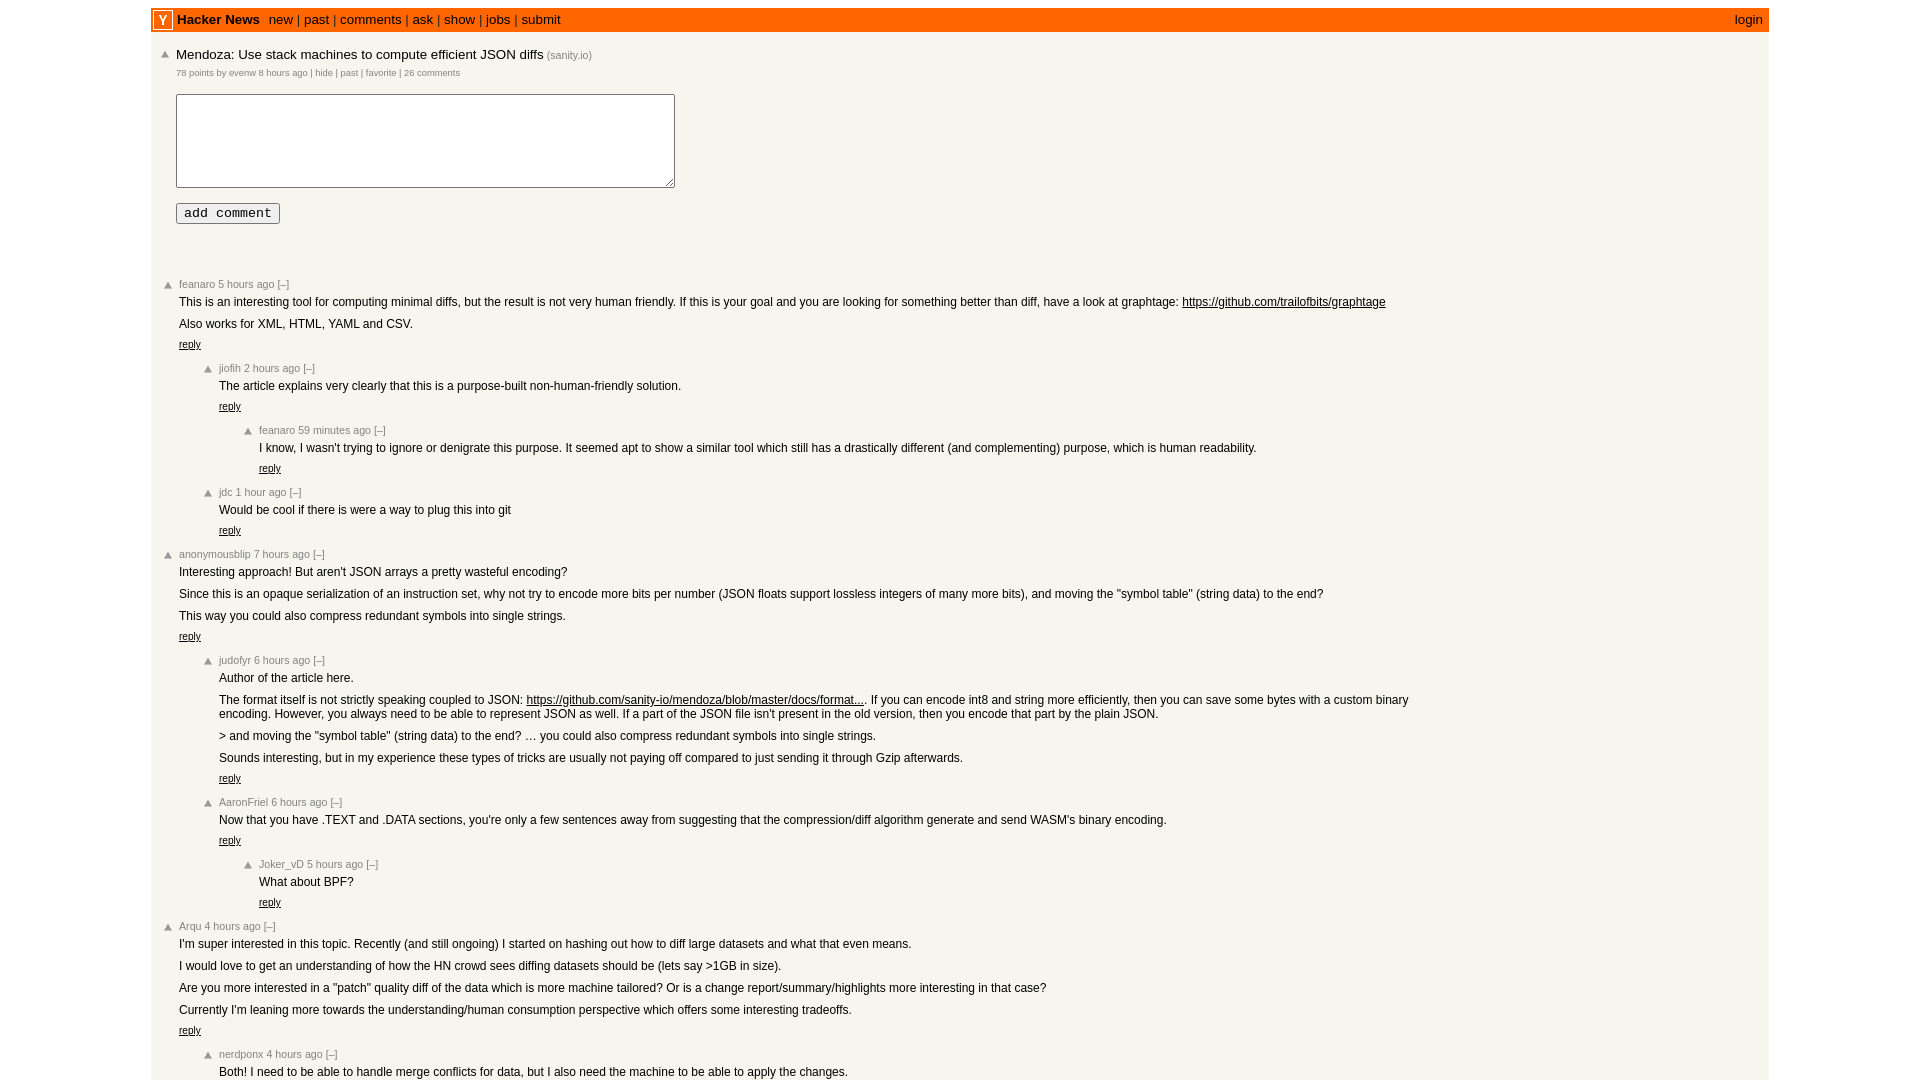 Y Hacker News new | past | comments | ask | show | jobs | submit login
Mendoza: Use stack machines to compute efficient JSON diffs (sanity.io)
78 points by evenw 8 hours ago | hide | past | favorite | 26 comments
add comment
feanaro 5 hours ago [–]
This is an interesting tool for computing minimal diffs, but the result is not very human friendly. If this is your goal and you are looking for something better than diff, have a look at graphtage: https://github.com/trailofbits/graphtage
Also works for XML, HTML, YAML and CSV.
reply
jiofih 2 hours ago [–]
The article explains very clearly that this is a purpose-built non-human-friendly solution.
reply
feanaro 59 minutes ago [–]
I know, I wasn't trying to ignore or denigrate this purpose. It seemed apt to show a similar tool which still has a drastically different (and complementing) purpose, which is human readability.
reply
jdc 1 hour ago [–]
Would be cool if there is were a way to plug this into git
reply
anonymousblip 7 hours ago [–]
Interesting approach! But aren't JSON arrays a pretty wasteful encoding?
Since this is an opaque serialization of an instruction set, why not try to encode more bits per number (JSON floats support lossless integers of many more bits), and moving the "symbol table" (string data) to the end?
This way you could also compress redundant symbols into single strings.
reply
judofyr 6 hours ago [–]
Author of the article here.
The format itself is not strictly speaking coupled to JSON: https://github.com/sanity-io/mendoza/blob/master/docs/format.... If you can encode int8 and string more efficiently, then you can save some bytes with a custom binary
encoding. However, you always need to be able to represent JSON as well. If a part of the JSON file isn't present in the old version, then you encode that part by the plain JSON.
> and moving the "symbol table" (string data) to the end? … you could also compress redundant symbols into single strings.
Sounds interesting, but in my experience these types of tricks are usually not paying off compared to just sending it through Gzip afterwards.
reply
AaronFriel 6 hours ago [–]
Now that you have .TEXT and .DATA sections, you're only a few sentences away from suggesting that the compression/diff algorithm generate and send WASM's binary encoding.
reply
Joker_vD 5 hours ago [–]
What about BPF?
reply
Arqu 4 hours ago [–]
I'm super interested in this topic. Recently (and still ongoing) I started on hashing out how to diff large datasets and what that even means.
I would love to get an understanding of how the HN crowd sees diffing datasets should be (lets say >1GB in size).
Are you more interested in a "patch" quality diff of the data which is more machine tailored? Or is a change report/summary/highlights more interesting in that case?
Currently I'm leaning more towards the understanding/human consumption perspective which offers some interesting tradeoffs.
reply
nerdponx 4 hours ago [–]
Both! I need to be able to handle merge conflicts for data, but I also need the machine to be able to apply the changes.